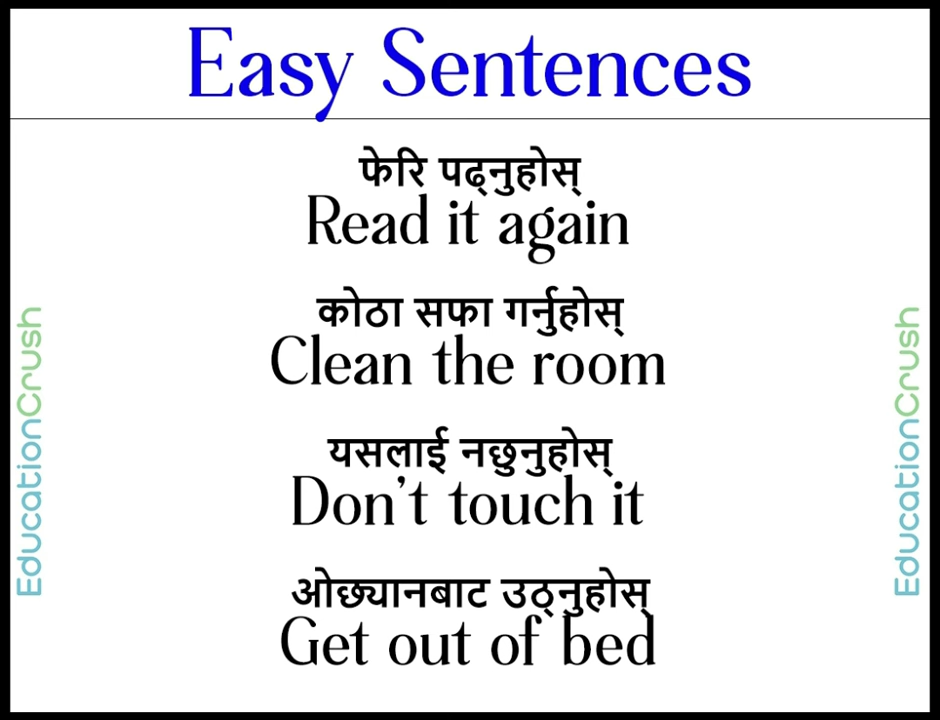 Easy Sentences
फेरि पढ्नुहोस्
Read it again
कोठा सफा गर्नुहोस्
Clean the room
यसलाई नछुनुहोस्
Don't touch it
ओछ्यानबाट उठ्नुहोस्
Get out of bed
EducationCrush
EducationCrush